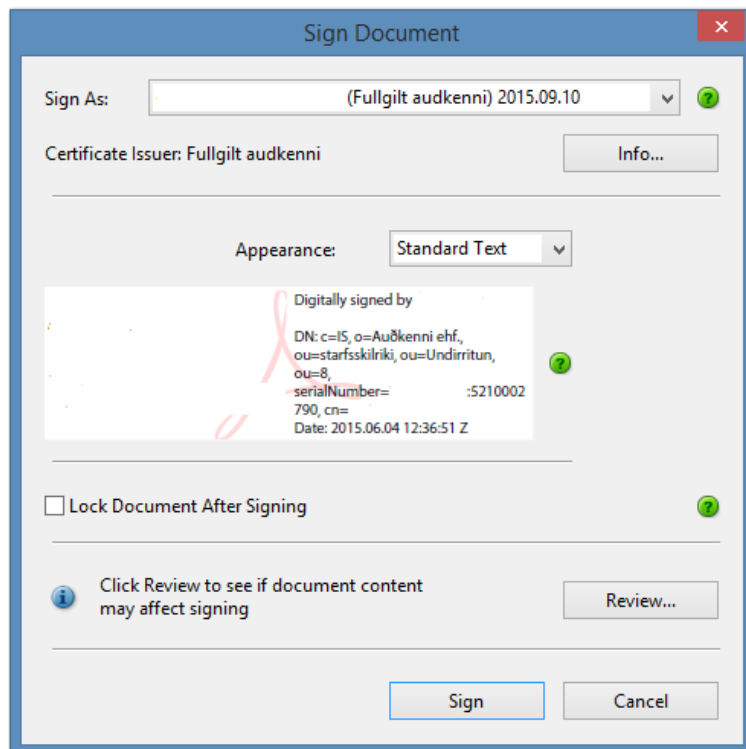 Sign Document
Sign As: (Fullgilt audkenni) 2015.09.10
Certificate Issuer: Fullgilt audkenni Info...
Appearance: Standard Text
Digitally signed by
DN: c=IS, o=Auðkenni ehf.,
ou=starfsskilriki, ou=Undirritun,
ou=8,
serialNumber= :5210002
790, cn=
Date: 2015.06.04 12:36:51 Z
Lock Document After Signing
Click Review to see if document content
may affect signing
Review...
Sign Cancel